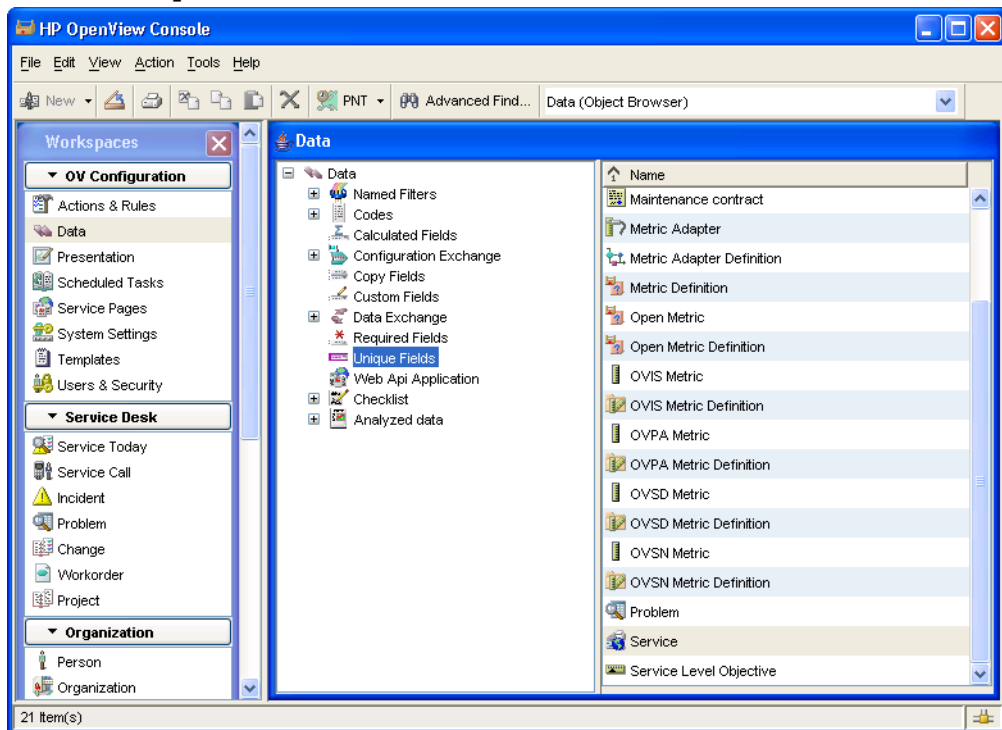 HP OpenView Console
File Edit View Action Tools Help
New PNT Advanced Find... Data (Object Browser)
Workspaces
OV Configuration
Actions & Rules
Data
Presentation
Scheduled Tasks
Service Pages
System Settings
Templates
Users & Security
Service Desk
Service Today
Service Call
Incident
Problem
Change
Workorder
Project
Organization
Person
Organization
Data
Data
Named Filters
Codes
Calculated Fields
Configuration Exchange
Copy Fields
Custom Fields
Data Exchange
Required Fields
Unique Fields
Web Api Application
Checklist
Analyzed data
Name
Maintenance contract
Metric Adapter
Metric Adapter Definition
Metric Definition
Open Metric
Open Metric Definition
OVIS Metric
OVIS Metric Definition
OVPA Metric
OVPA Metric Definition
OVSD Metric
OVSD Metric Definition
OVSN Metric
OVSN Metric Definition
Problem
Service
Service Level Objective
21 Item(s)